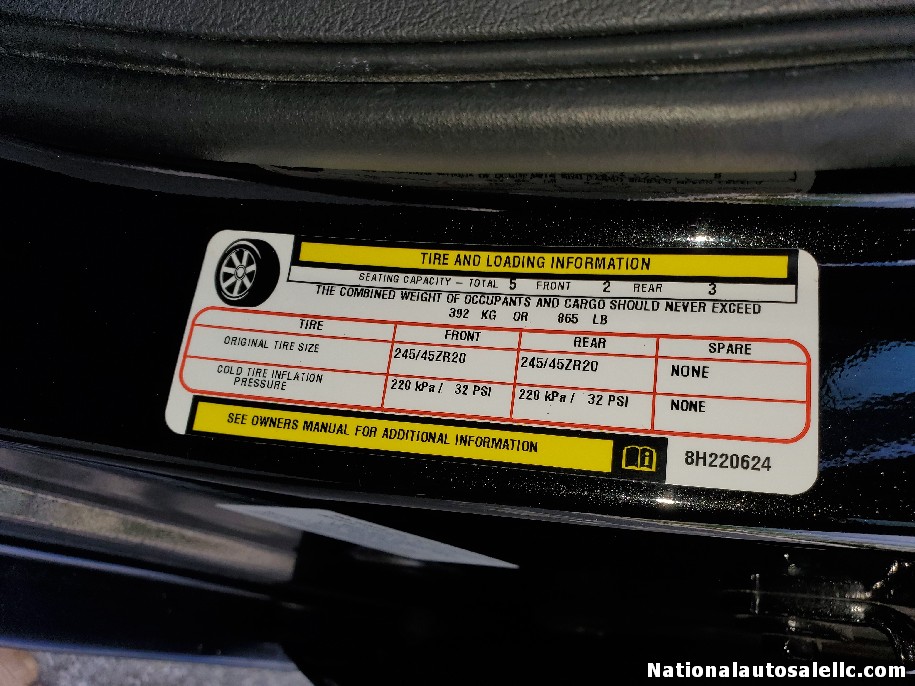 TIRE AND LOADING INFORMATION
SEATING CAPACITY - TOTAL 5 FRONT 2 REAR 3
THE COMBINED WEIGHT OF OCCUPANTS AND CARGO SHOULD NEVER EXCEED
392 KG OR 865 LB
TIRE FRONT REAR SPARE
ORIGINAL TIRE SIZE 245/45ZR20 245/45ZR20 NONE
COLD TIRE INFLATION PRESSURE 220 kPa / 32 PSI 220 kPa / 32 PSI NONE
SEE OWNERS MANUAL FOR ADDITIONAL INFORMATION
8H220624
Nationalautosalellc.com